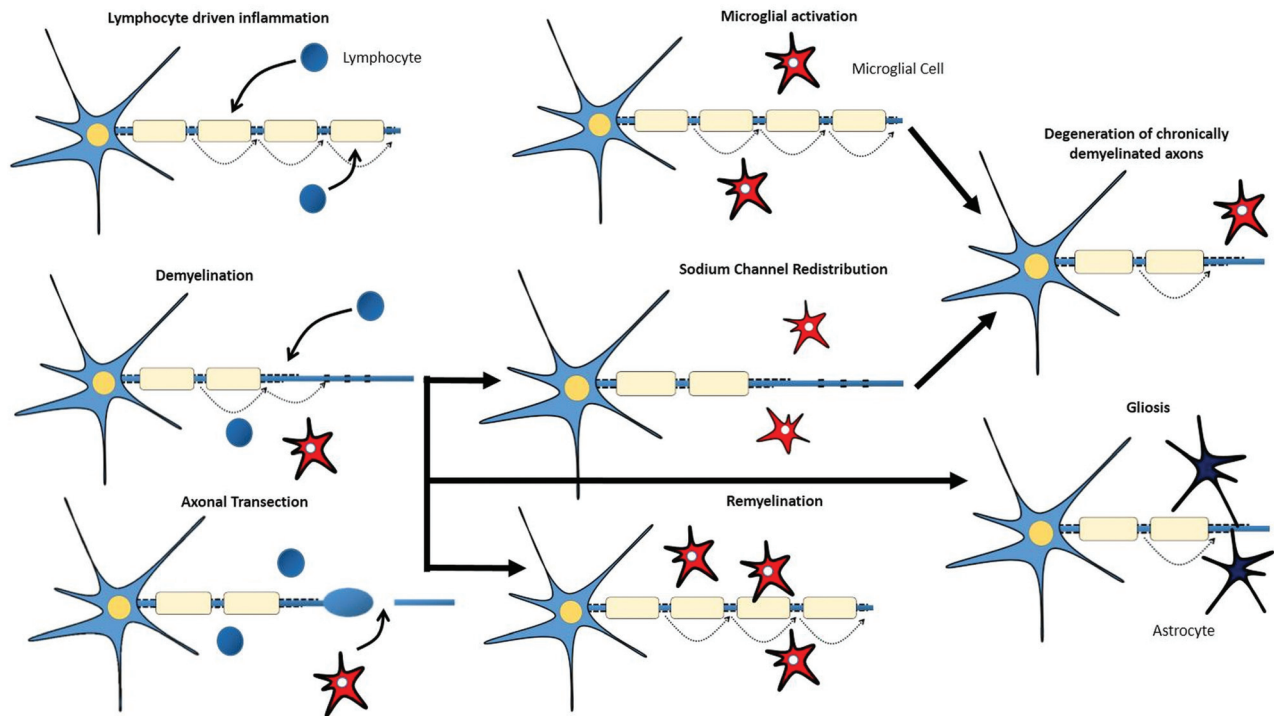 Lymphocyte driven inflammation
Lymphocyte
Microglial activation
Microglial Cell
Degeneration of chronically
demyelinated axons
Demyelination
Sodium Channel Redistribution
Gliosis
Axonal Transection
Remyelination
Astrocyte